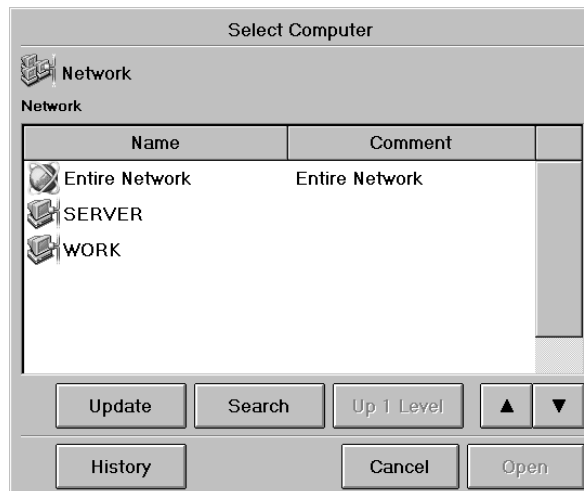 Select Computer
Network
Network
Name Comment
Entire Network Entire Network
SERVER
WORK
Update Search Up 1 Level ▲ ▼
History Cancel Open